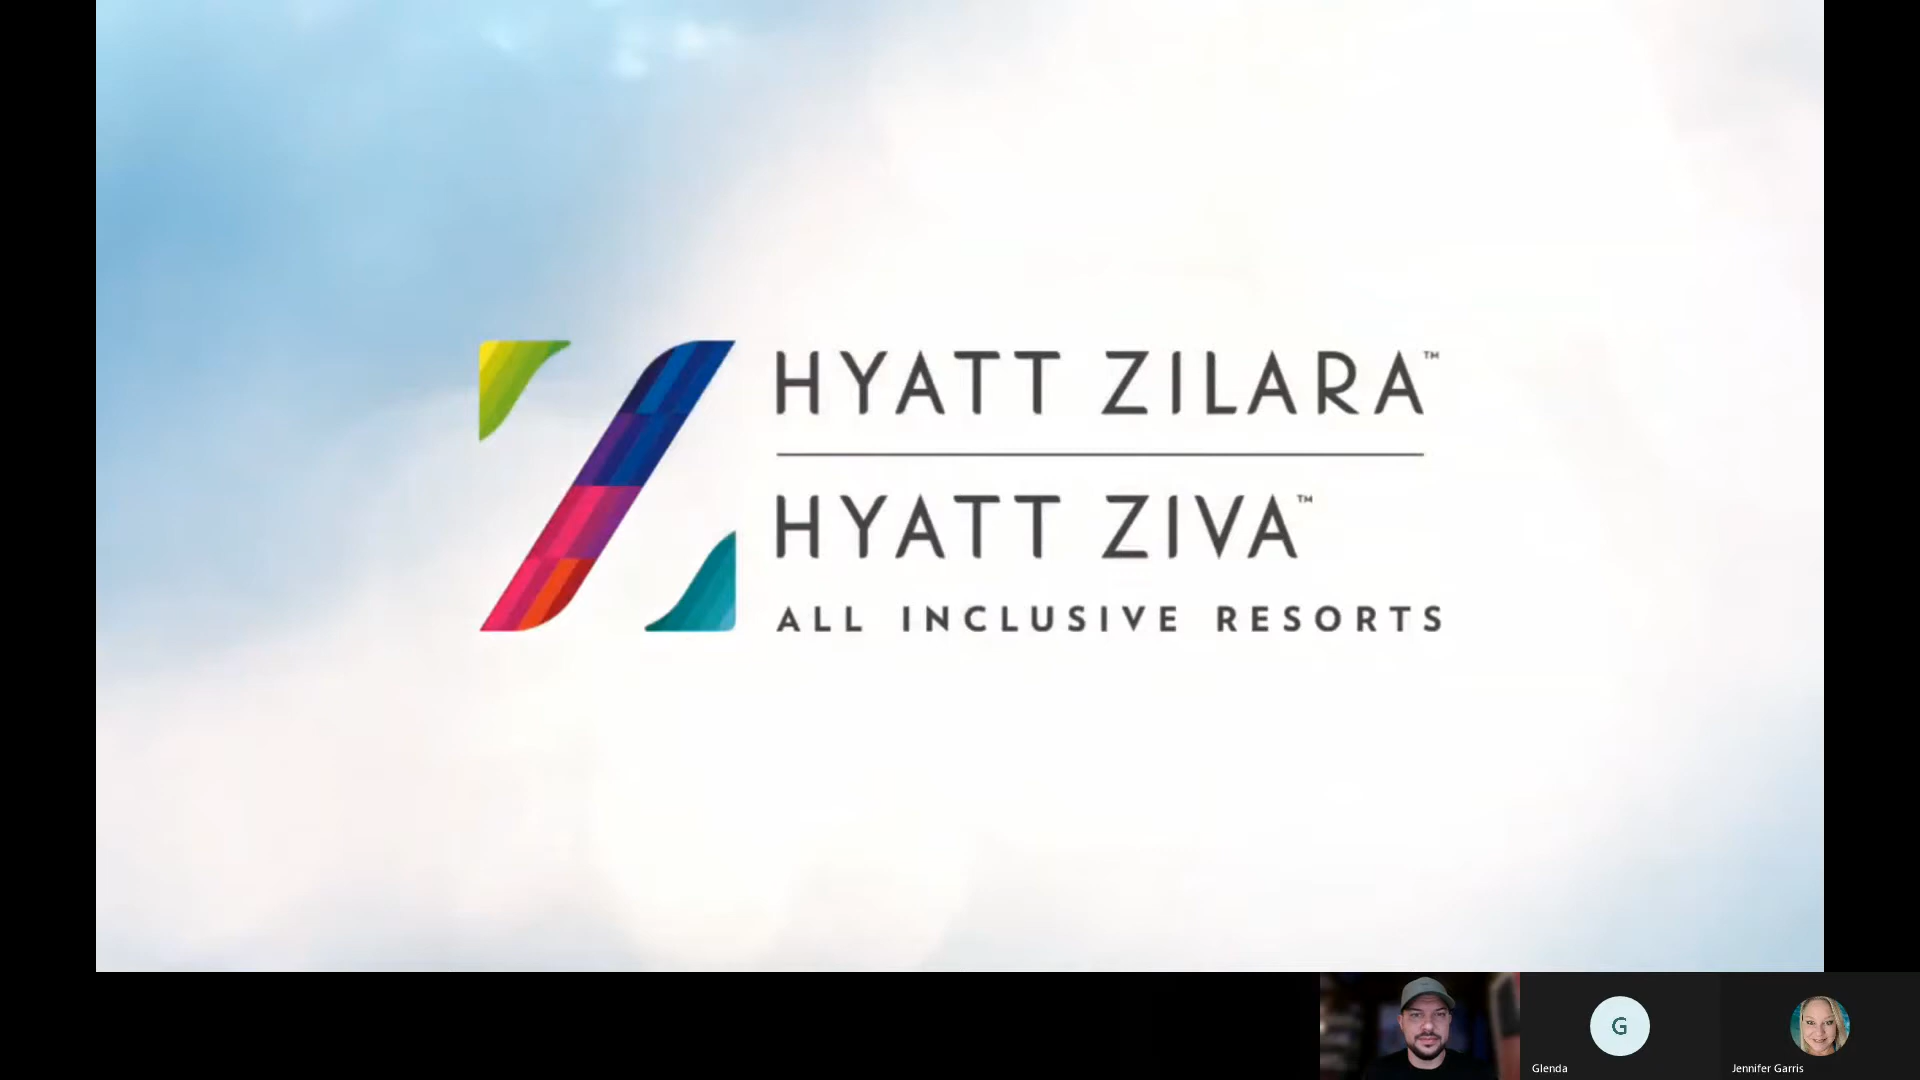 HYATT ZILARA™
HYATT ZIVA™
ALL INCLUSIVE RESORTS
G
Glenda
Jennifer Garris